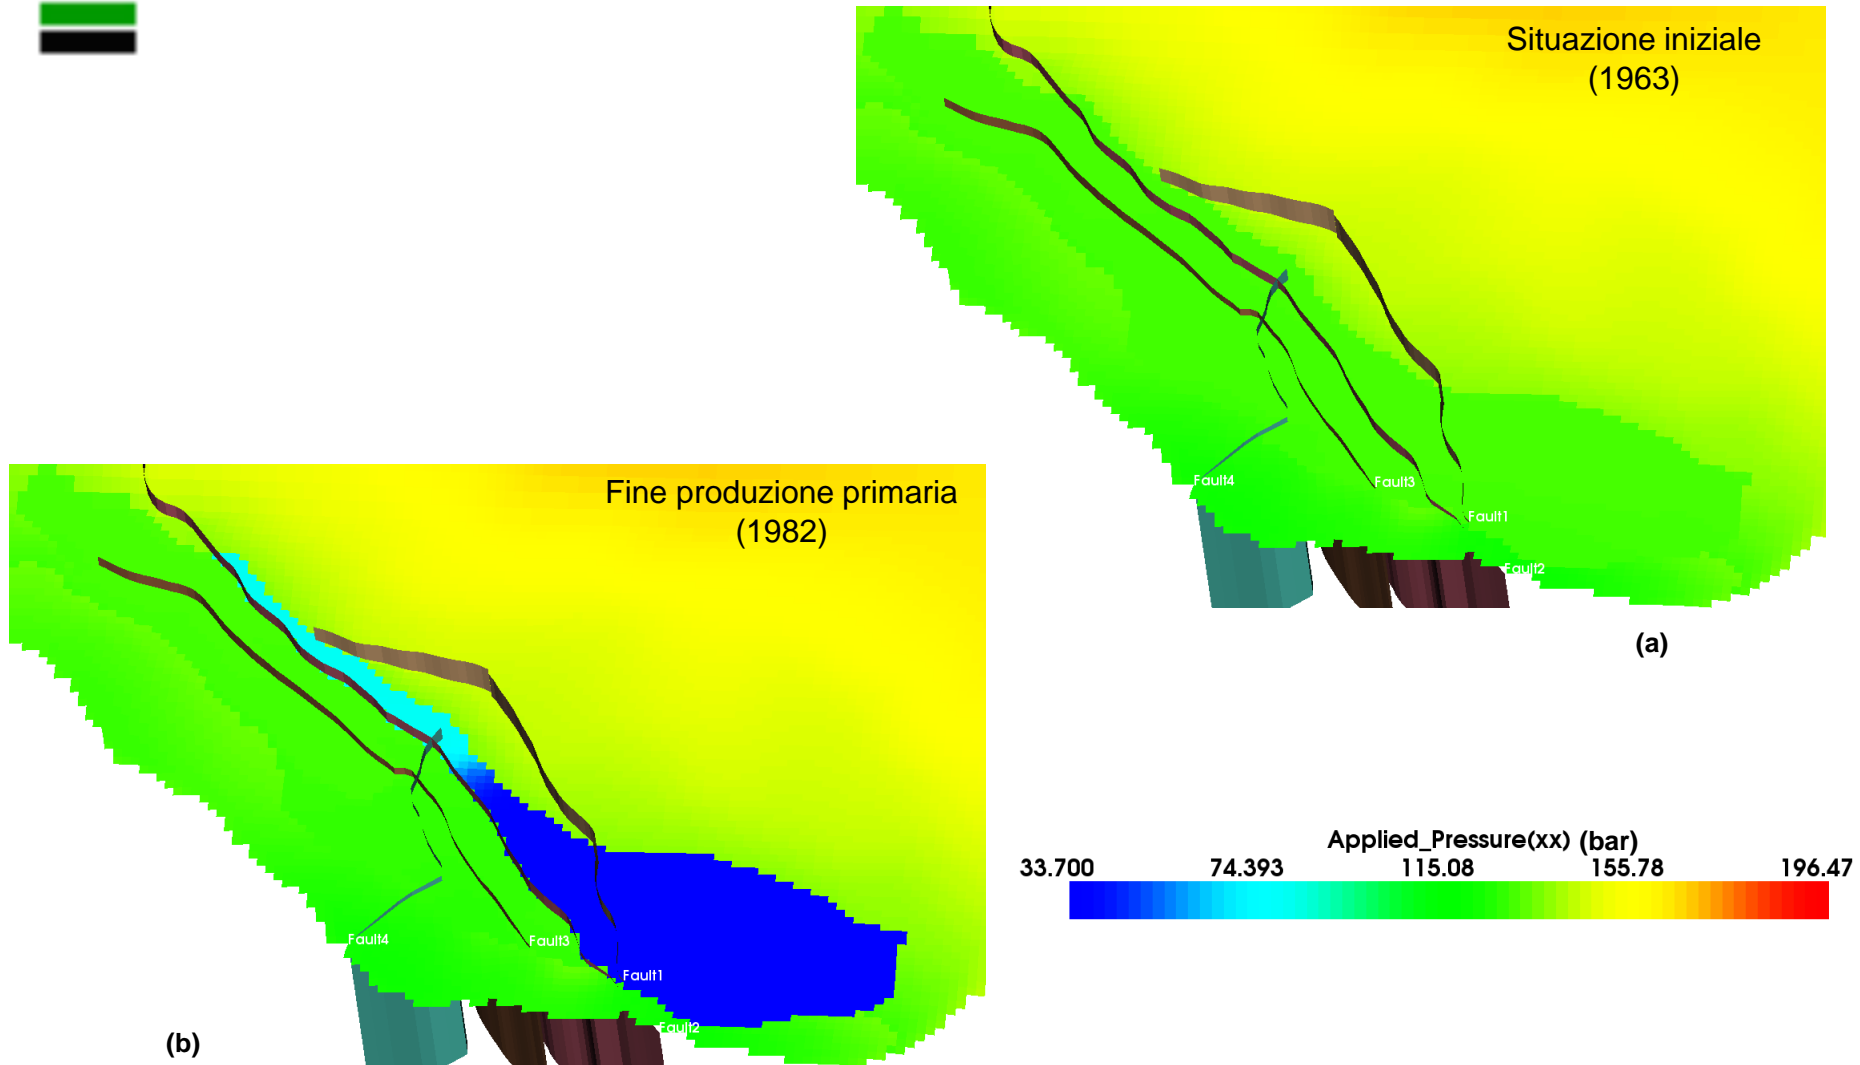 Situazione iniziale
(1963)
Fault4
Fault3
Fault1
Fault2
(a)
Fine produzione primaria
(1982)
Fault4
Fault3
Fault1
Fault2
(b)
Applied_Pressure(xx) (bar)
33.700 74.393 115.08 155.78 196.47